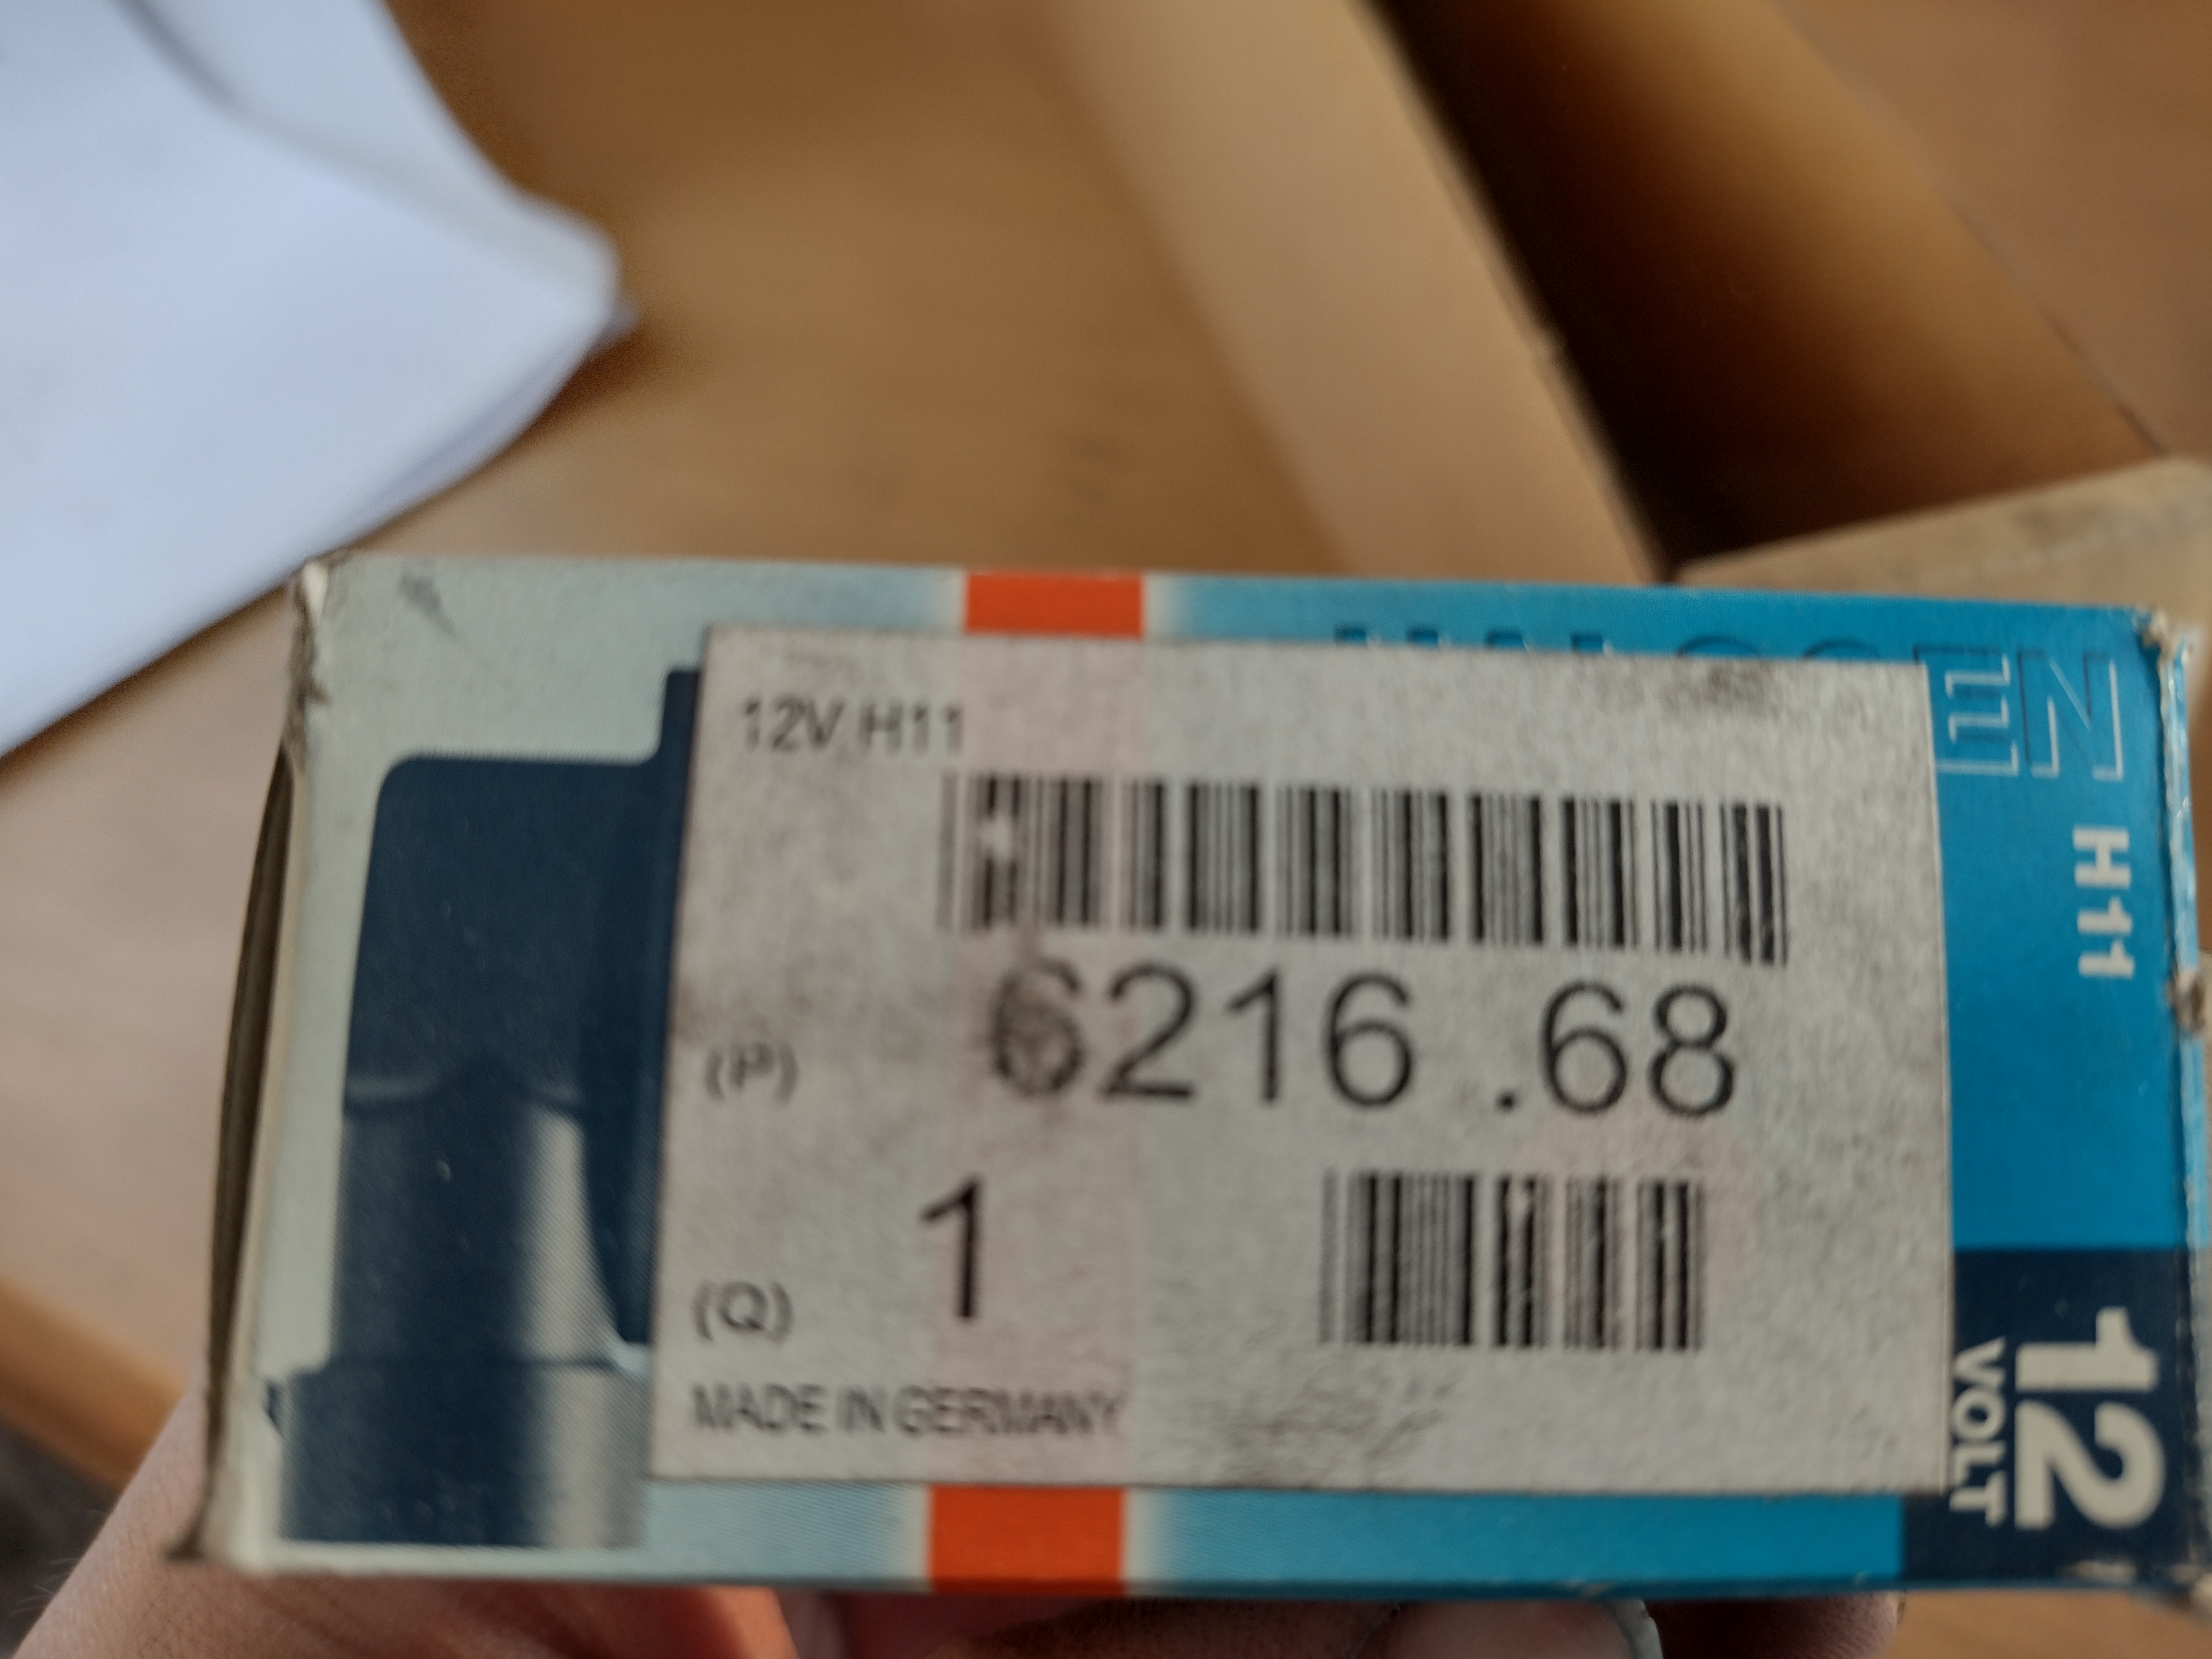 12V H11
(P) 6216 .68
(Q) 1
MADE IN GERMANY
H11
12
VOLT